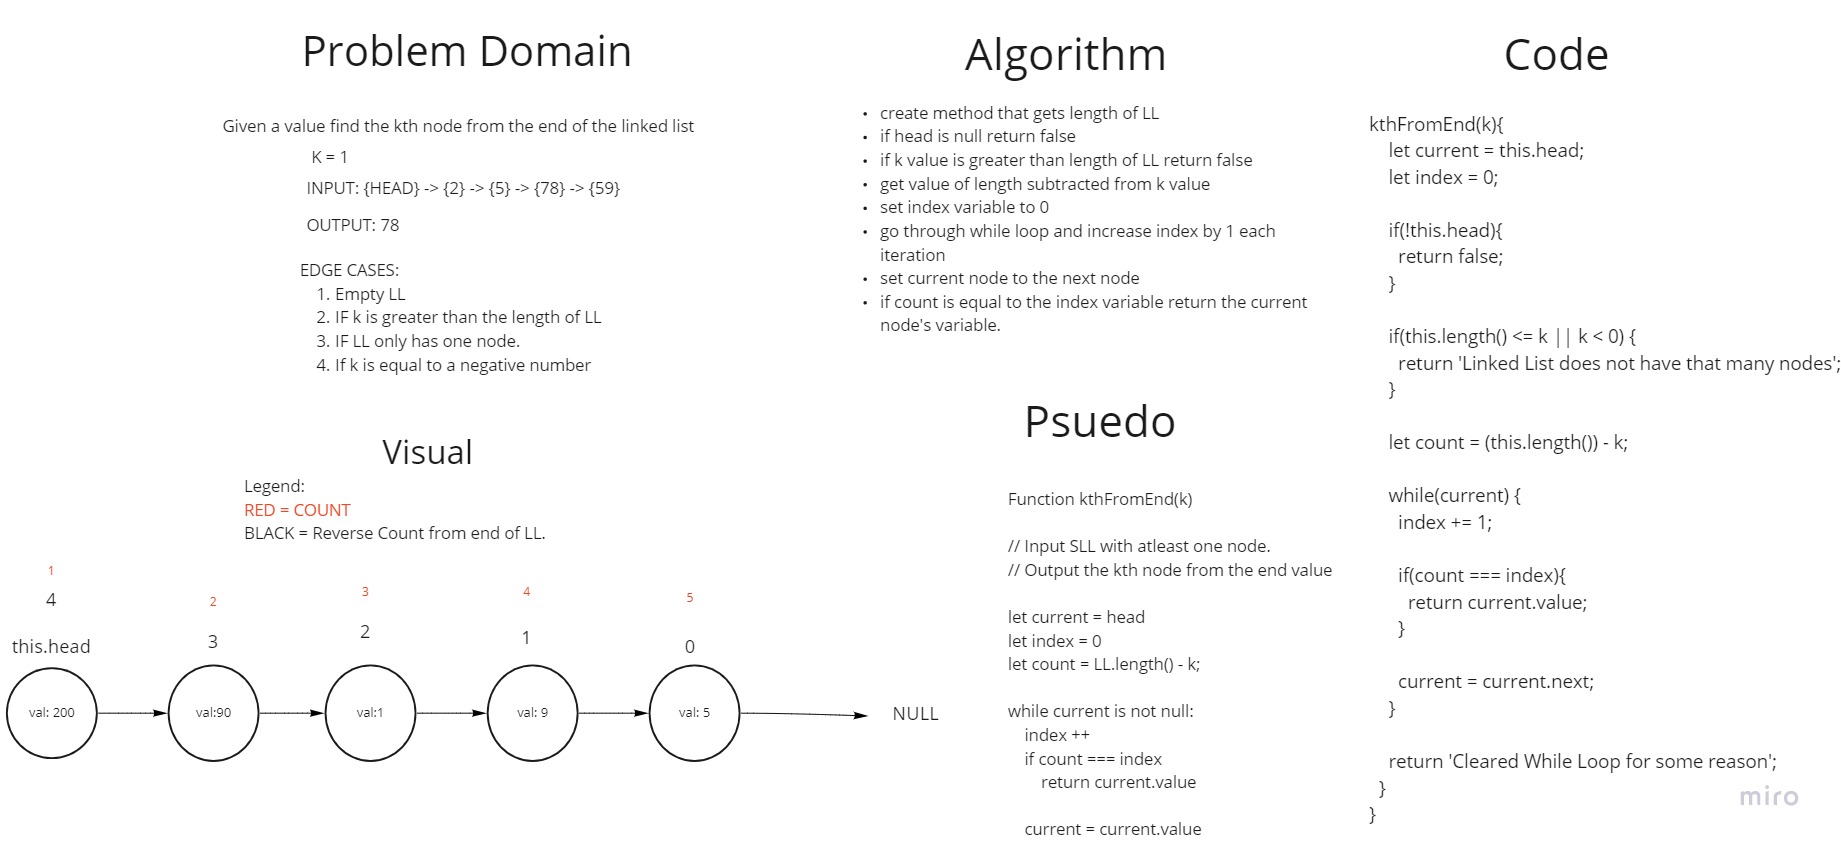 Problem Domain
Given a value find the kth node from the end of the linked list
K = 1
INPUT: {HEAD} -> {2} -> {5} -> {78} -> {59}
OUTPUT: 78
EDGE CASES:
1. Empty LL
2. IF k is greater than the length of LL
3. IF LL only has one node.
4. If k is equal to a negative number
Visual
Legend:
RED = COUNT
BLACK = Reverse Count from end of LL.
1
2
3
4
5
4
3
2
1
0
this.head
val: 200
val:90
val:1
val: 9
val: 5
NULL
Algorithm
• create method that gets length of LL
• if head is null return false
• if k value is greater than length of LL return false
• get value of length subtracted from k value
• set index variable to 0
• go through while loop and increase index by 1 each
iteration
• set current node to the next node
• if count is equal to the index variable return the current
node's variable.
Psuedo
Function kthFromEnd(k)
// Input SLL with atleast one node.
// Output the kth node from the end value
let current = head
let index = 0
let count = LL.length() - k;
while current is not null:
index ++
if count === index
return current.value
current = current.value
Code
kthFromEnd(k){
let current = this.head;
let index = 0;
if(!this.head){
return false;
}
if(this.length() <= k || k < 0) {
return 'Linked List does not have that many nodes';
}
let count = (this.length()) - k;
while(current) {
index += 1;
if(count === index){
return current.value;
}
current = current.next;
}
return 'Cleared While Loop for some reason';
}
}
miro